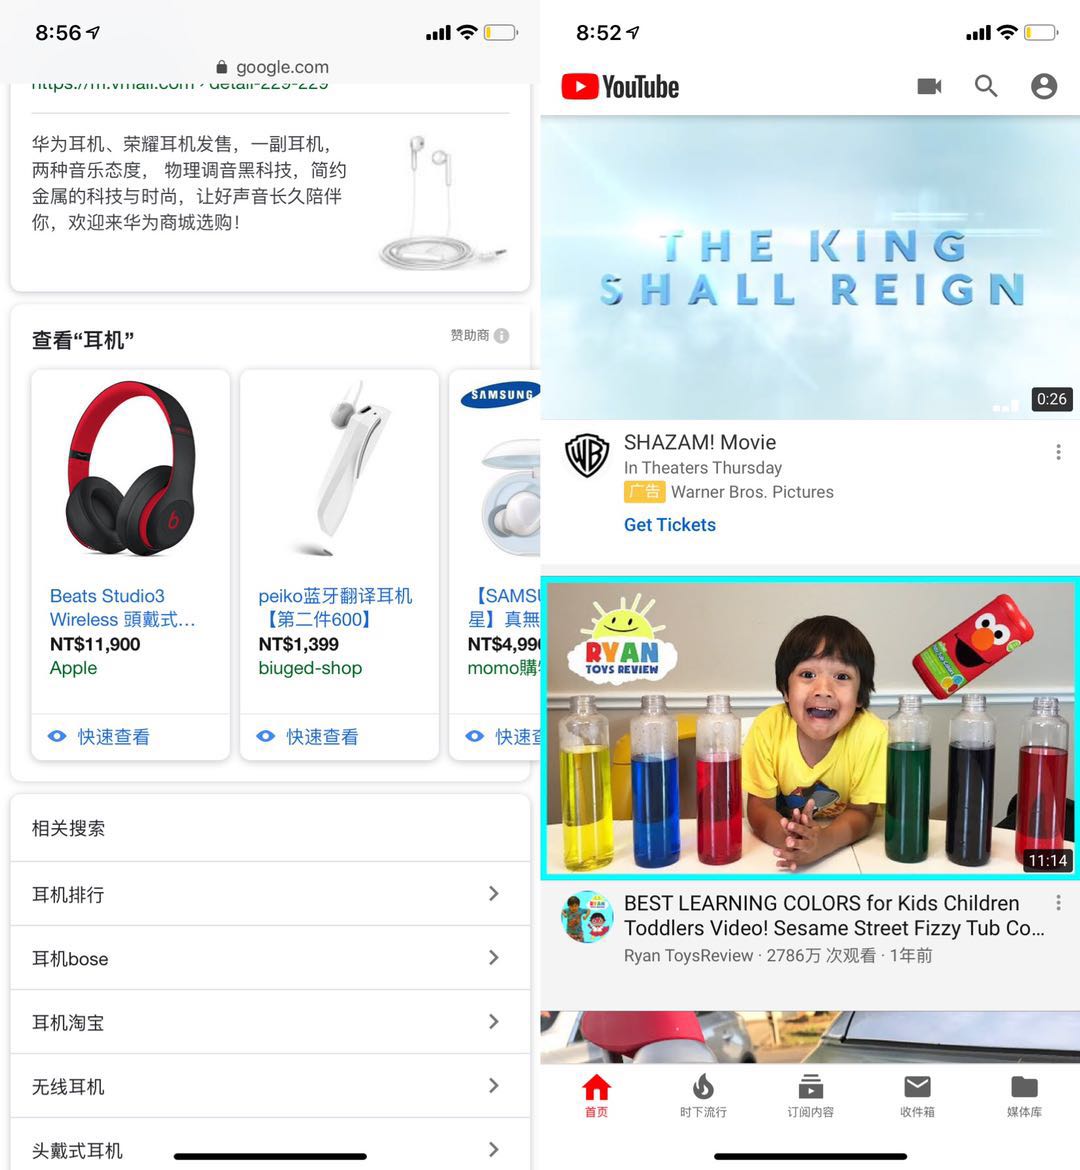 8:56
google.com
https://m.vmall.com › detail-229-229
华为耳机、荣耀耳机发售，一副耳机，
两种音乐态度， 物理调音黑科技，简约
金属的科技与时尚，让好声音长久陪伴
你，欢迎来华为商城选购！
查看“耳机”
赞助商
Beats Studio3
Wireless 頭戴式…
NT$11,900
Apple
快速查看
peiko蓝牙翻译耳机
【第二件600】
NT$1,399
biuged-shop
快速查看
SAMSUNG
【SAMSU
星】真無
NT$4,990
momo購
快速查
相关搜索
耳机排行
耳机bose
耳机淘宝
无线耳机
头戴式耳机
8:52
YouTube
THE KING
SHALL REIGN
0:26
WB
SHAZAM! Movie
In Theaters Thursday
广告 Warner Bros. Pictures
Get Tickets
RYAN
TOYS REVIEW
11:14
BEST LEARNING COLORS for Kids Children
Toddlers Video! Sesame Street Fizzy Tub Co...
Ryan ToysReview · 2786万 次观看 · 1年前
首页
时下流行
订阅内容
收件箱
媒体库